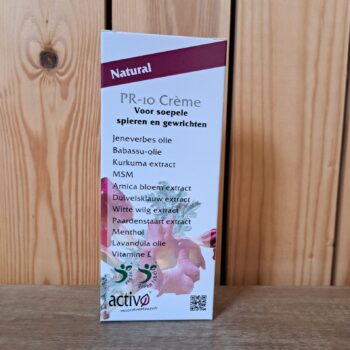 Natural
PR-10 Crème
Voor soepele
spieren en gewrichten
Jeneverbes olie
Babassu-olie
Kurkuma extract
MSM
Arnica bloem extract
Duivelsklauw extract
Witte wilg extract
Paardenstaart extract
Menthol
Lavandula olie
Vitamine E
activo